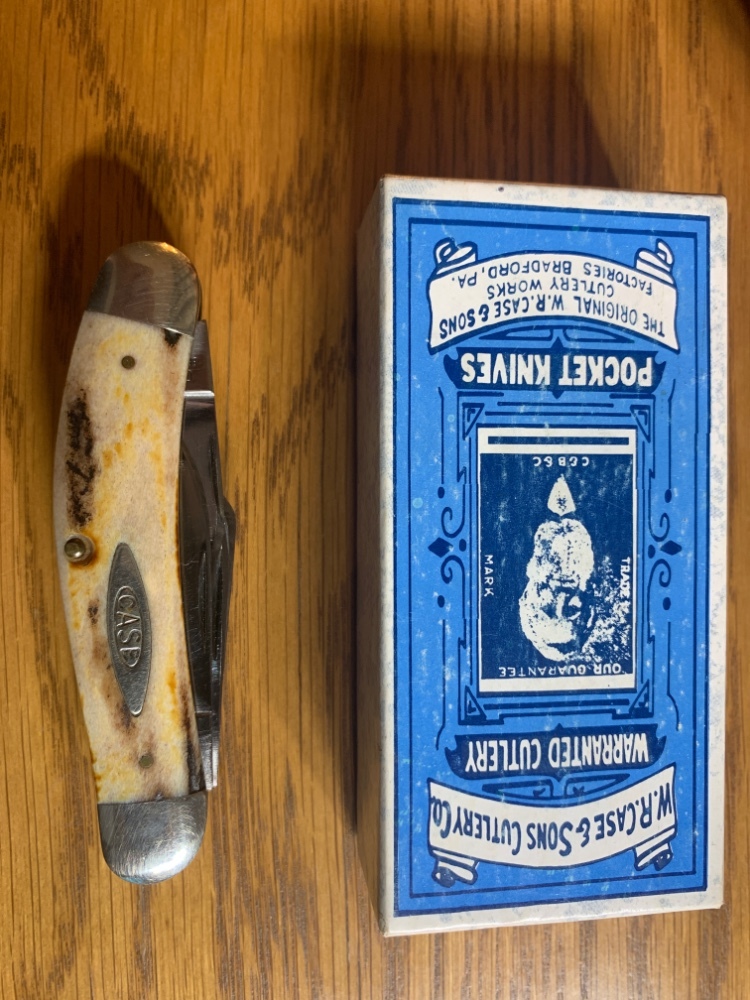 CASE
W.R.CASE & SONS CUTLERY CO.
WARRANTED CUTLERY
"OUR GUARANTEE"
TRADE
MARK
C & B & C
POCKET KNIVES
THE ORIGINAL W.R.CASE & SONS
CUTLERY WORKS
FACTORIES BRADFORD, PA.